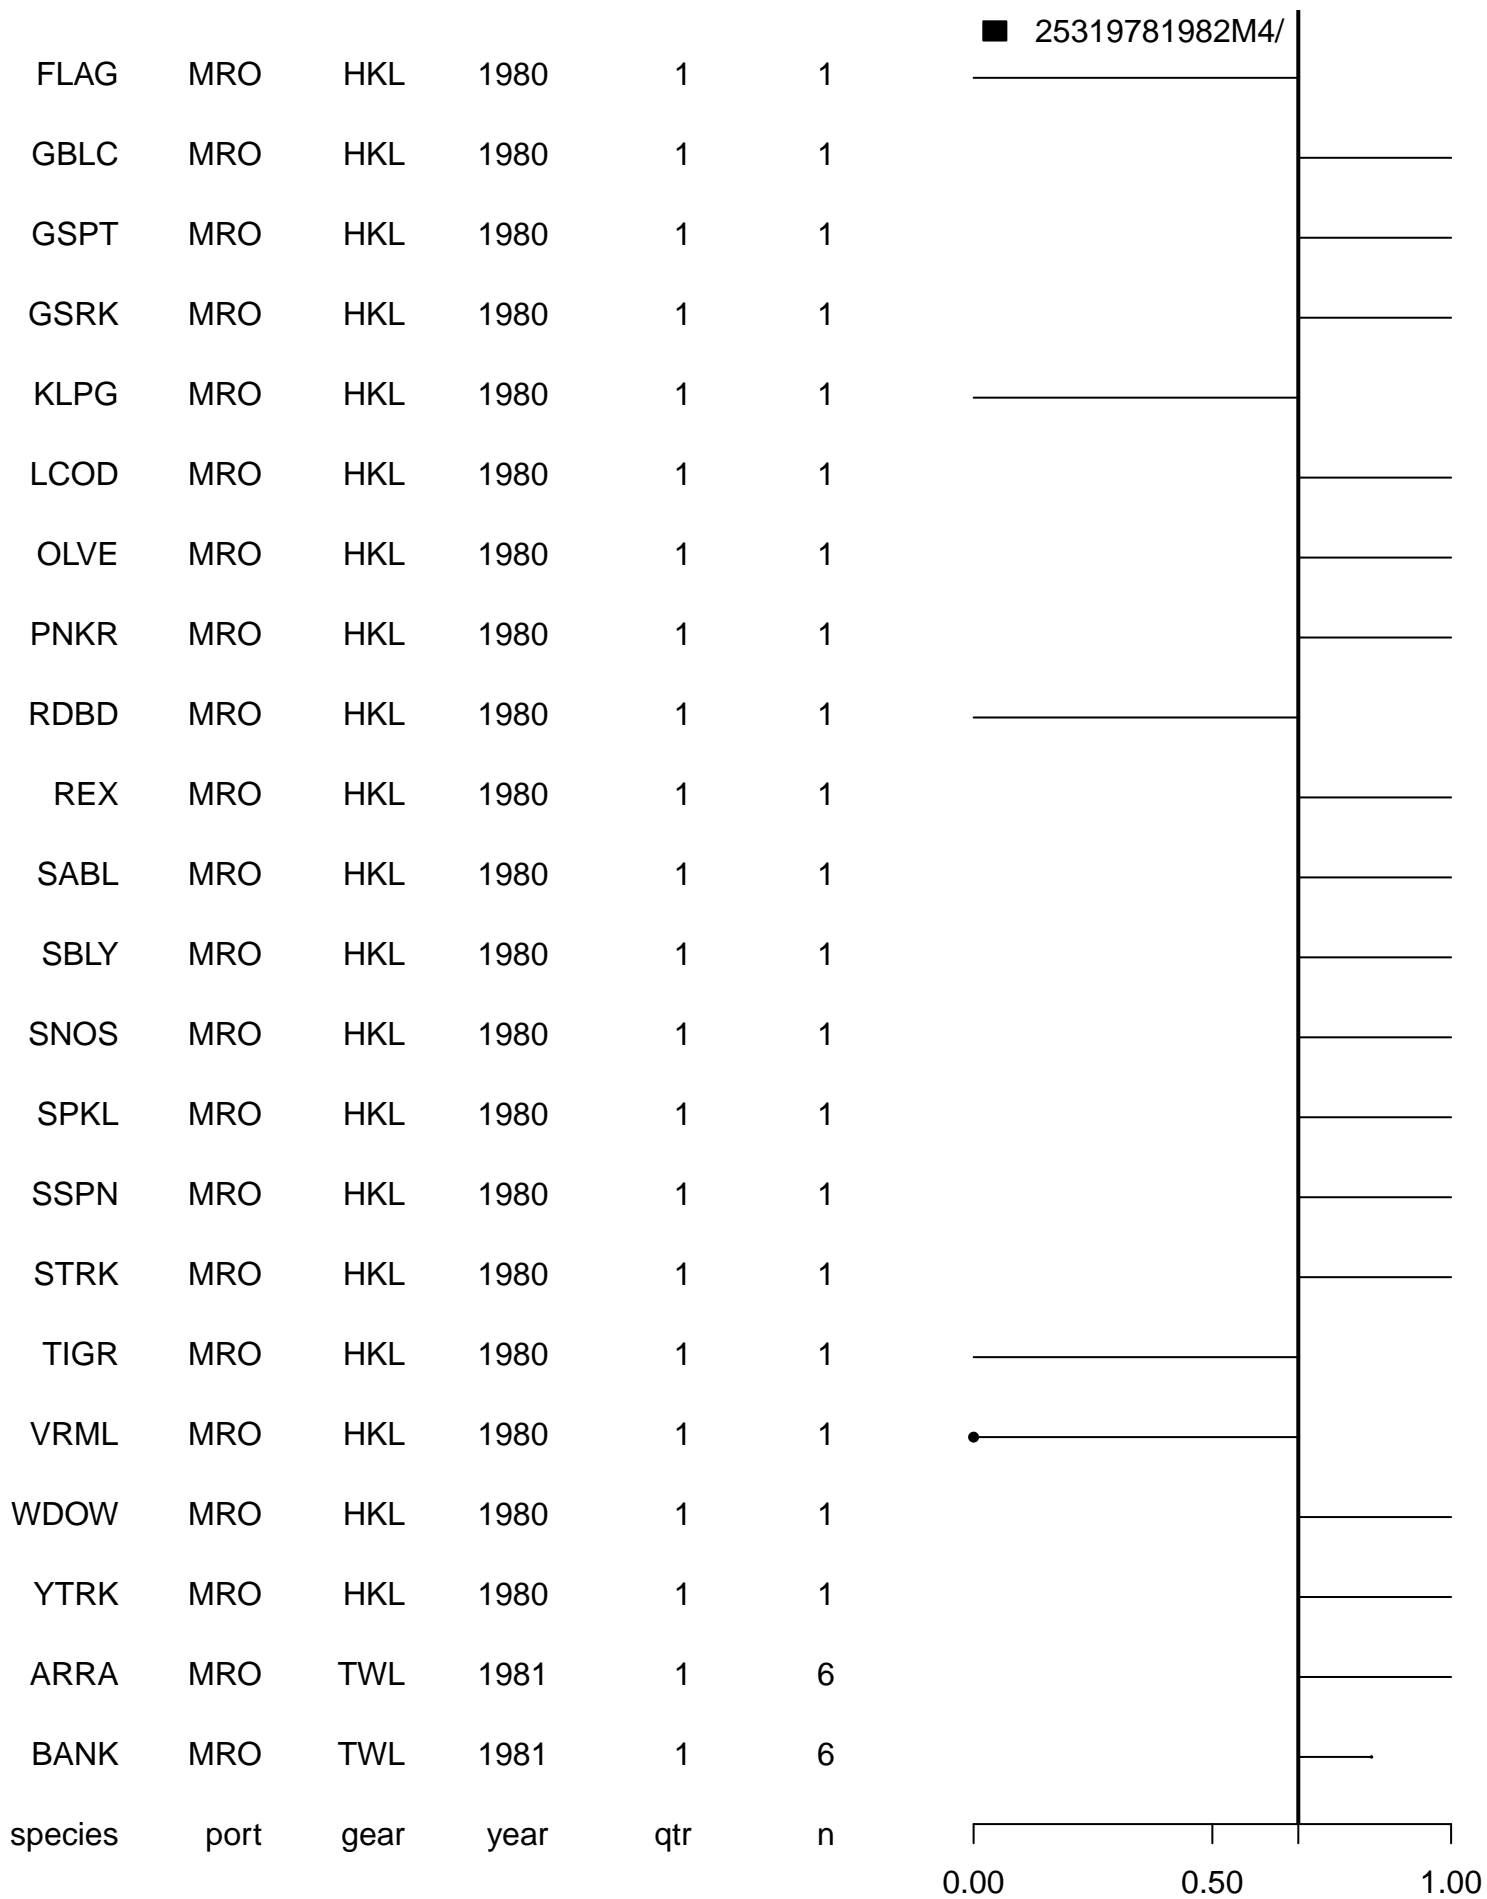 25319781982M4/
FLAG MRO HKL 1980 1 1
GBLC MRO HKL 1980 1 1
GSPT MRO HKL 1980 1 1
GSRK MRO HKL 1980 1 1
KLPG MRO HKL 1980 1 1
LCOD MRO HKL 1980 1 1
OLVE MRO HKL 1980 1 1
PNKR MRO HKL 1980 1 1
RDBD MRO HKL 1980 1 1
REX MRO HKL 1980 1 1
SABL MRO HKL 1980 1 1
SBLY MRO HKL 1980 1 1
SNOS MRO HKL 1980 1 1
SPKL MRO HKL 1980 1 1
SSPN MRO HKL 1980 1 1
STRK MRO HKL 1980 1 1
TIGR MRO HKL 1980 1 1
VRML MRO HKL 1980 1 1
WDOW MRO HKL 1980 1 1
YTRK MRO HKL 1980 1 1
ARRA MRO TWL 1981 1 6
BANK MRO TWL 1981 1 6
species port gear year qtr n
0.00 0.50 1.00